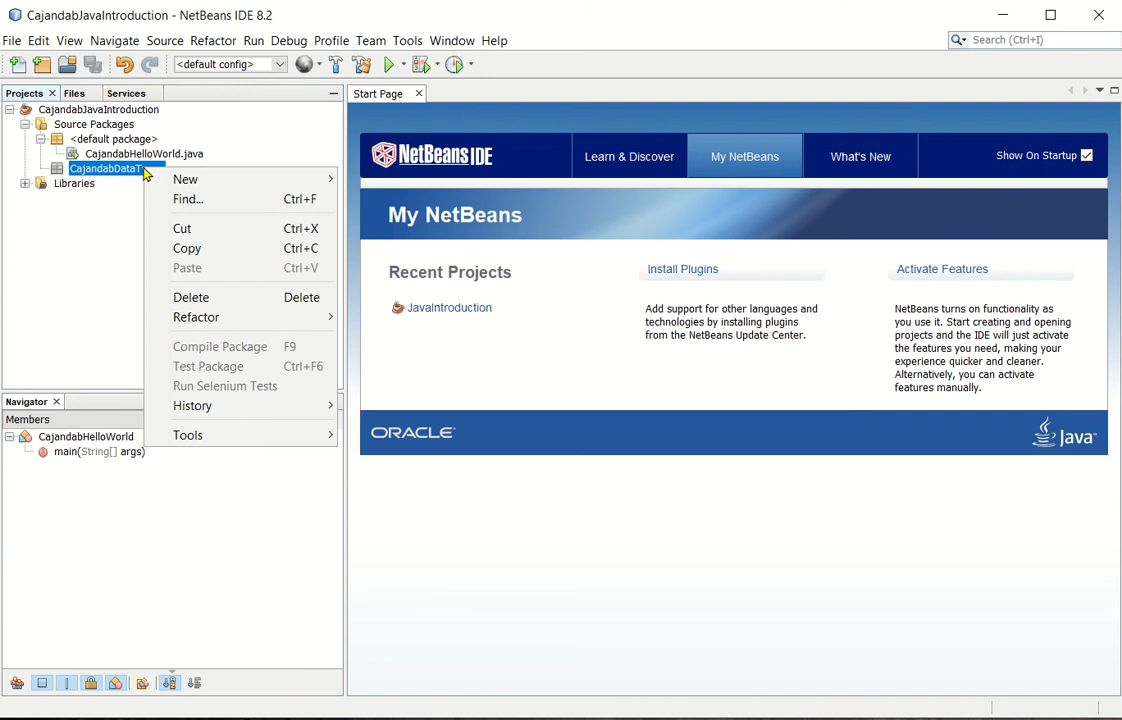 CajandabJavaIntroduction - NetBeans IDE 8.2
File Edit View Navigate Source Refactor Run Debug Profile Team Tools Window Help
Search (Ctrl+I)
<default config>
Projects Files Services
Start Page
CajandabJavaIntroduction
Source Packages
<default package>
CajandabHelloWorld.java
CajandabDataT
Libraries
New
Find... Ctrl+F
Cut Ctrl+X
Copy Ctrl+C
Paste Ctrl+V
Delete Delete
Refactor
Compile Package F9
Test Package Ctrl+F6
Run Selenium Tests
History
Tools
Navigator
Members
CajandabHelloWorld
main(String[] args)
NetBeans IDE
Learn & Discover
My NetBeans
What's New
Show On Startup
My NetBeans
Recent Projects
JavaIntroduction
Install Plugins
Add support for other languages and
technologies by installing plugins
from the NetBeans Update Center.
Activate Features
NetBeans turns on functionality as
you use it. Start creating and opening
projects and the IDE will just activate
the features you need, making your
experience quicker and cleaner.
Alternatively, you can activate
features manually.
ORACLE
Java